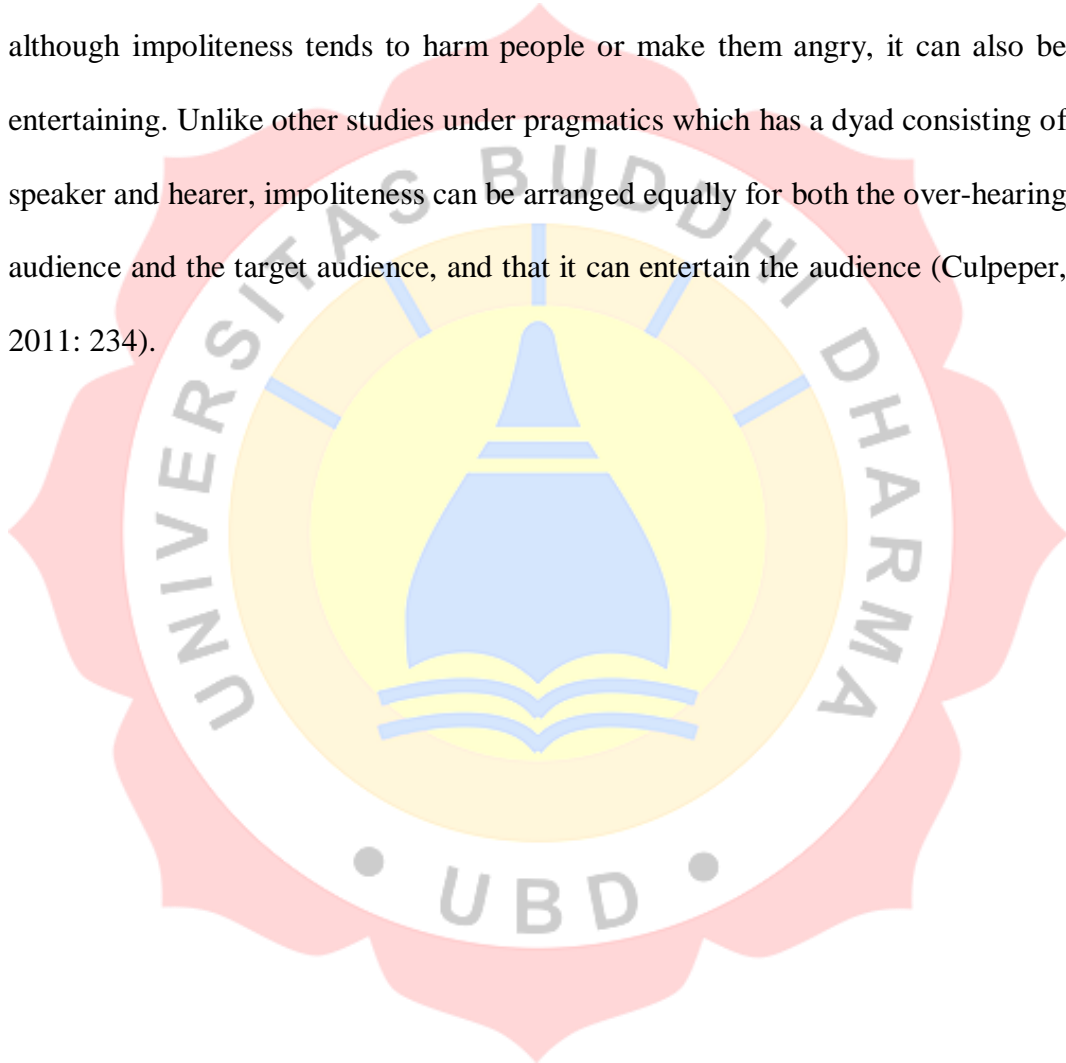 although impoliteness tends to harm people or make them angry, it can also be
entertaining. Unlike other studies under pragmatics which has a dyad consisting of
speaker and hearer, impoliteness can be arranged equally for both the over-hearing
audience and the target audience, and that it can entertain the audience (Culpeper,
2011: 234).
UNIVERSITAS BUDDHI DHARMA
• UBD •